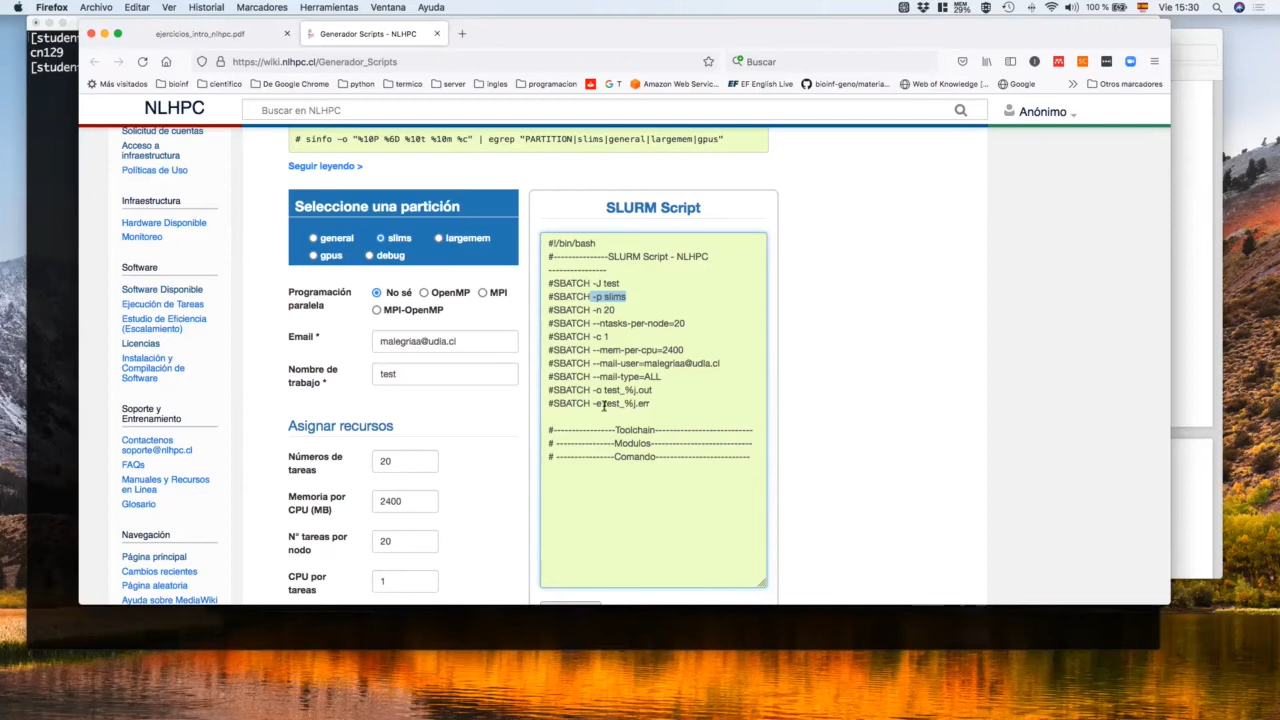 Firefox Archivo Editar Ver Historial Marcadores Herramientas Ventana Ayuda
MEM 29% 100 % Vie 15:30
[studen
cn129
[studen
ejercicios_intro_nlhpc.pdf
Generador Scripts - NLHPC
https://wiki.nlhpc.cl/Generador_Scripts
Buscar
Más visitados bioinf cientifico De Google Chrome python termico server ingles programacion G T Amazon Web Servic... EF English Live bioinf-geno/materia... Web of Knowledge [... Google Otros marcadores
NLHPC
Buscar en NLHPC
Anónimo
Solicitud de cuentas
Acceso a
infraestructura
Políticas de Uso
Infraestructura
Hardware Disponible
Monitoreo
Software
Software Disponible
Ejecución de Tareas
Estudio de Eficiencia
(Escalamiento)
Licencias
Instalación y
Compilación de
Software
Soporte y
Entrenamiento
Contactenos
soporte@nlhpc.cl
FAQs
Manuales y Recursos
en Linea
Glosario
Navegación
Página principal
Cambios recientes
Página aleatoria
Ayuda sobre MediaWiki
# sinfo -o "%10P %6D %10t %10m %c" | egrep "PARTITION|slims|general|largemem|gpus"
Seguir leyendo >
Seleccione una partición
general slims largemem
gpus debug
Programación
paralela
No sé OpenMP MPI
MPI-OpenMP
Email *
malegriaa@udla.cl
Nombre de
trabajo *
test
Asignar recursos
Números de
tareas
20
Memoria por
CPU (MB)
2400
N° tareas por
nodo
20
CPU por
tareas
1
SLURM Script
#!/bin/bash
#---------------SLURM Script - NLHPC
----------------
#SBATCH -J test
#SBATCH -p slims
#SBATCH -n 20
#SBATCH --ntasks-per-node=20
#SBATCH -c 1
#SBATCH --mem-per-cpu=2400
#SBATCH --mail-user=malegriaa@udla.cl
#SBATCH --mail-type=ALL
#SBATCH -o test_%j.out
#SBATCH -e test_%j.err
#-----------------Toolchain---------------------------
# ----------------Modulos----------------------------
# ----------------Comando--------------------------